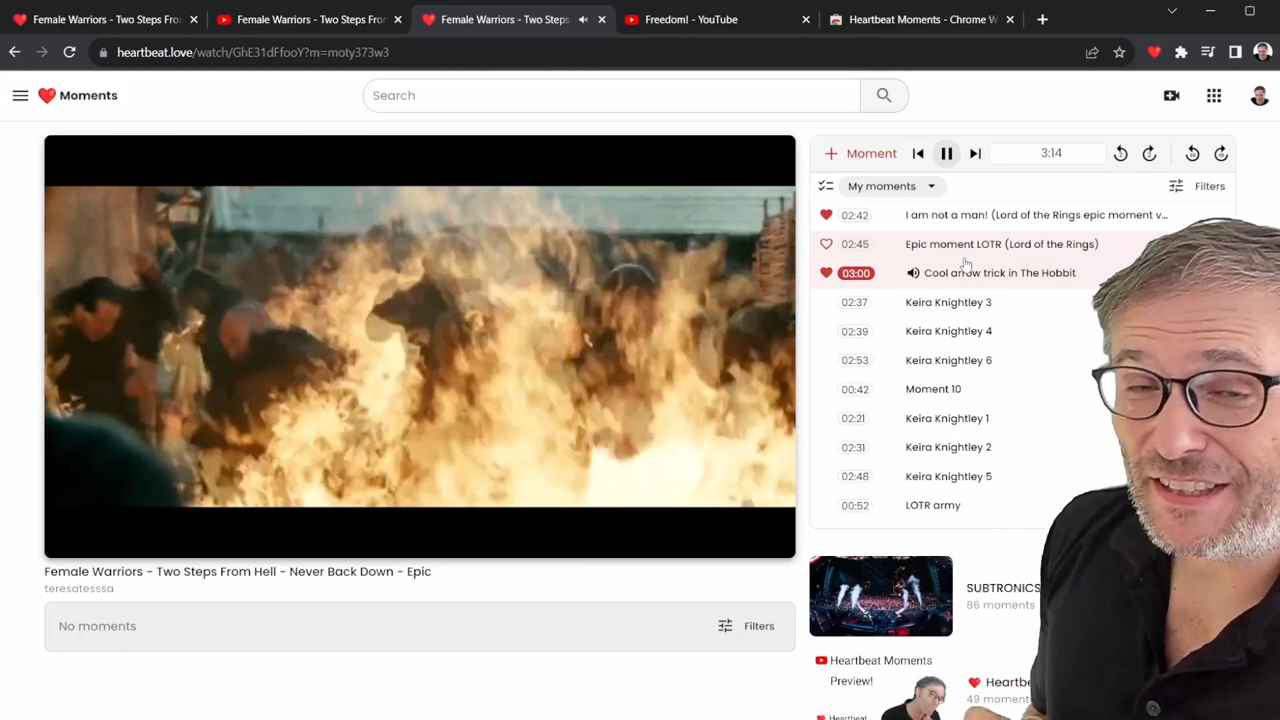 Female Warriors - Two Steps Fro
Female Warriors - Two Steps Fro
Female Warriors - Two Steps
Freedom! - YouTube
Heartbeat Moments - Chrome W
heartbeat.love/watch/GhE31dFfooY?m=moty373w3
Moments
Search
+ Moment
3:14
My moments
Filters
02:42 I am not a man! (Lord of the Rings epic moment v...
02:45 Epic moment LOTR (Lord of the Rings)
03:00 Cool arrow trick in The Hobbit
02:37 Keira Knightley 3
02:39 Keira Knightley 4
02:53 Keira Knightley 6
00:42 Moment 10
02:21 Keira Knightley 1
02:31 Keira Knightley 2
02:48 Keira Knightley 5
00:52 LOTR army
Female Warriors - Two Steps From Hell - Never Back Down - Epic
teresatesssa
No moments
Filters
SUBTRONICS
86 moments
Heartbeat Moments
Preview!
Heartbeat
Heartbe
49 moment